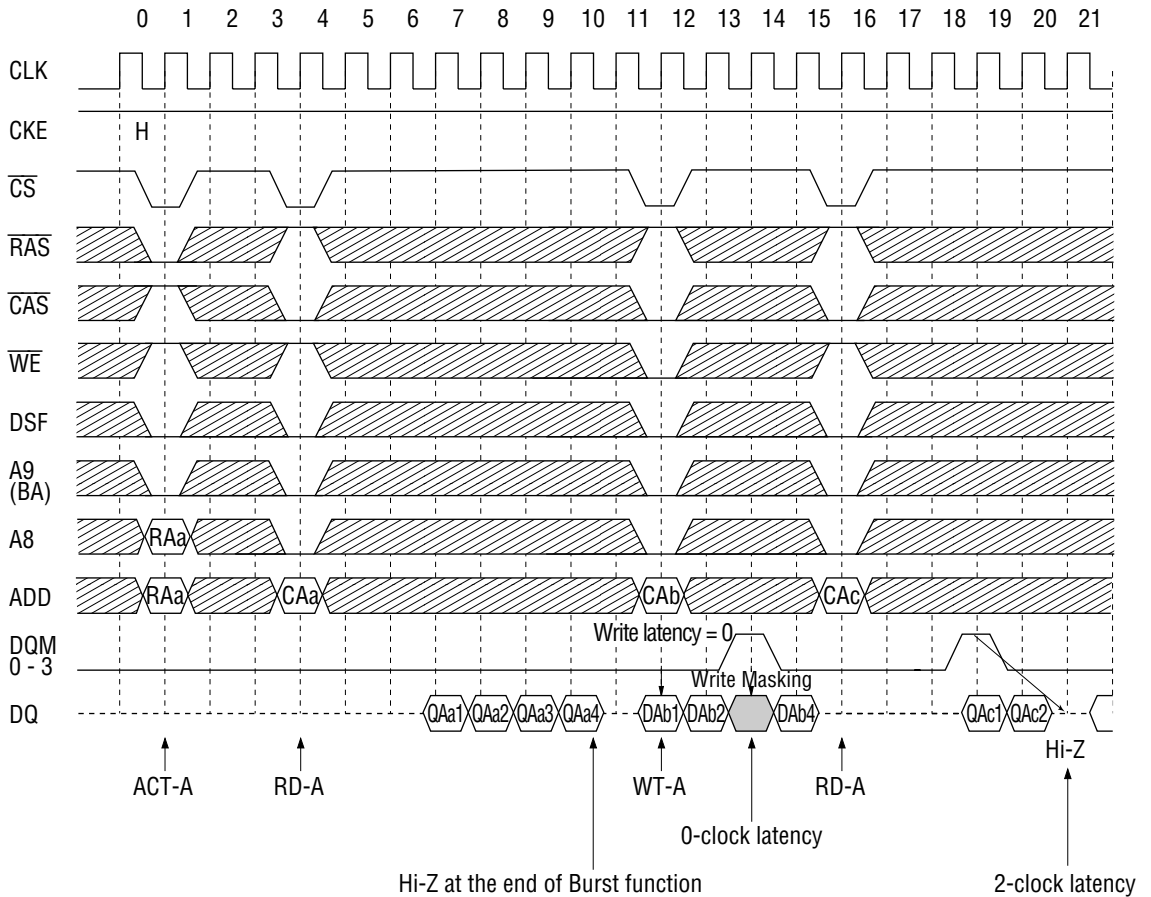 0 1 2 3 4 5 6 7 8 9 10 11 12 13 14 15 16 17 18 19 20 21
CLK
CKE H
CS
RAS
CAS
WE
DSF
A9
(BA)
A8 RAa
ADD RAa CAa CAb CAc
DQM
0 - 3
Write latency = 0
Write Masking
DQ QAa1 QAa2 QAa3 QAa4 DAb1 DAb2 DAb4 QAc1 QAc2
Hi-Z
ACT-A RD-A WT-A RD-A
0-clock latency
Hi-Z at the end of Burst function 2-clock latency